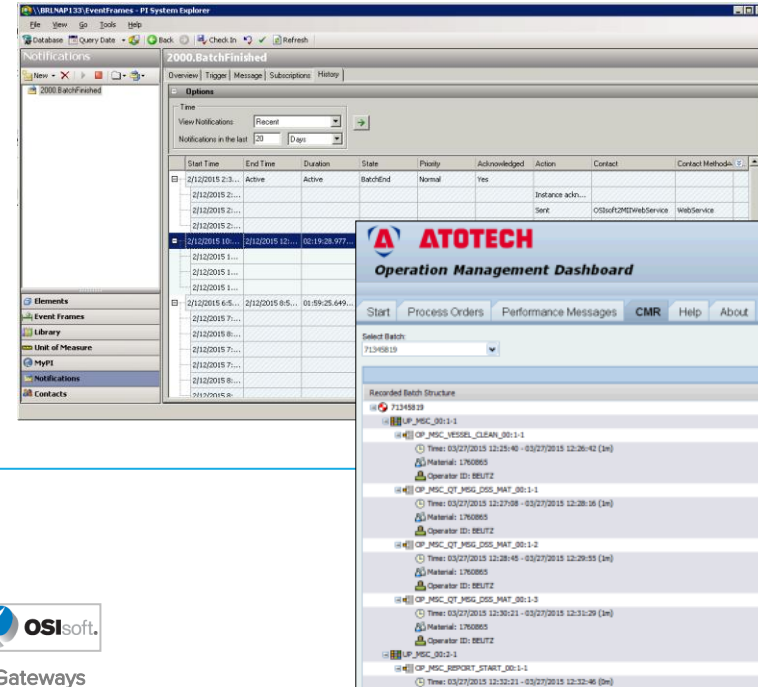 \\BRLNAP133\EventFrames - PI System Explorer
File View Go Tools Help
Database Query Date Back Check In Refresh
Notifications
New
2000.BatchFinished
Elements
Event Frames
Library
Unit of Measure
MyPI
Notifications
Contacts
2000.BatchFinished
Overview Trigger Message Subscriptions History
Options
Time
View Notifications Recent
Notifications in the last 20 Days
Start Time End Time Duration State Priority Acknowledged Action Contact Contact Method
2/12/2015 2:3... Active Active BatchEnd Normal Yes
2/12/2015 2:... Instance ackn...
2/12/2015 2:... Sent OSIsoft2MIIWebService WebService
2/12/2015 2:...
2/12/2015 10:... 2/12/2015 12:... 02:19:28.977...
2/12/2015 1...
2/12/2015 1...
2/12/2015 1...
2/12/2015 6:5... 2/12/2015 8:5... 01:59:25.649...
2/12/2015 7:...
2/12/2015 8:...
2/12/2015 7:...
2/12/2015 7:...
2/12/2015 8:...
2/12/2015 8:...
ATOTECH
Operation Management Dashboard
Start Process Orders Performance Messages CMR Help About
Select Batch:
71345819
Recorded Batch Structure
71345819
UP_MSC_00:1-1
OP_MSC_VESSEL_CLEAN_00:1-1
Time: 03/27/2015 12:25:40 - 03/27/2015 12:26:42 (1m)
Material: 1760865
Operator ID: BEUTZ
OP_MSC_QT_MSG_DSS_MAT_00:1-1
Time: 03/27/2015 12:27:08 - 03/27/2015 12:28:16 (1m)
Material: 1760865
Operator ID: BEUTZ
OP_MSC_QT_MSG_DSS_MAT_00:1-2
Time: 03/27/2015 12:28:45 - 03/27/2015 12:29:55 (1m)
Material: 1760865
Operator ID: BEUTZ
OP_MSC_QT_MSG_DSS_MAT_00:1-3
Time: 03/27/2015 12:30:21 - 03/27/2015 12:31:29 (1m)
Material: 1760865
Operator ID: BEUTZ
UP_MSC_00:2-1
OP_MSC_REPORT_START_00:1-1
Time: 03/27/2015 12:32:21 - 03/27/2015 12:32:46 (0m)
OSIsoft.
Gateways